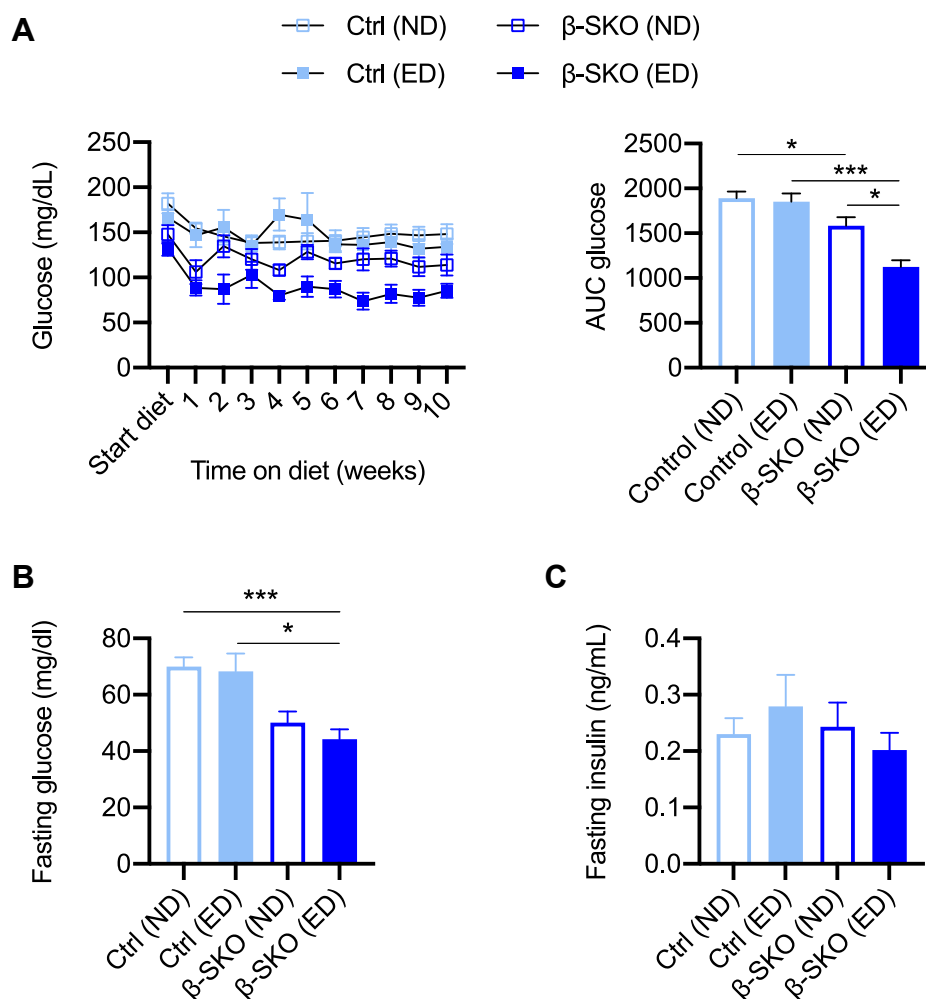 A
Ctrl (ND)
β-SKO (ND)
Ctrl (ED)
β-SKO (ED)
Glucose (mg/dL)
250
200
150
100
50
0
Start diet
1
2
3
4
5
6
7
8
9
10
Time on diet (weeks)
AUC glucose
2500
2000
1500
1000
500
0
*
***
*
Control (ND)
Control (ED)
β-SKO (ND)
β-SKO (ED)
B
Fasting glucose (mg/dl)
80
60
40
20
0
***
*
Ctrl (ND)
Ctrl (ED)
β-SKO (ND)
β-SKO (ED)
C
Fasting insulin (ng/mL)
0.4
0.3
0.2
0.1
0.0
Ctrl (ND)
Ctrl (ED)
β-SKO (ND)
β-SKO (ED)